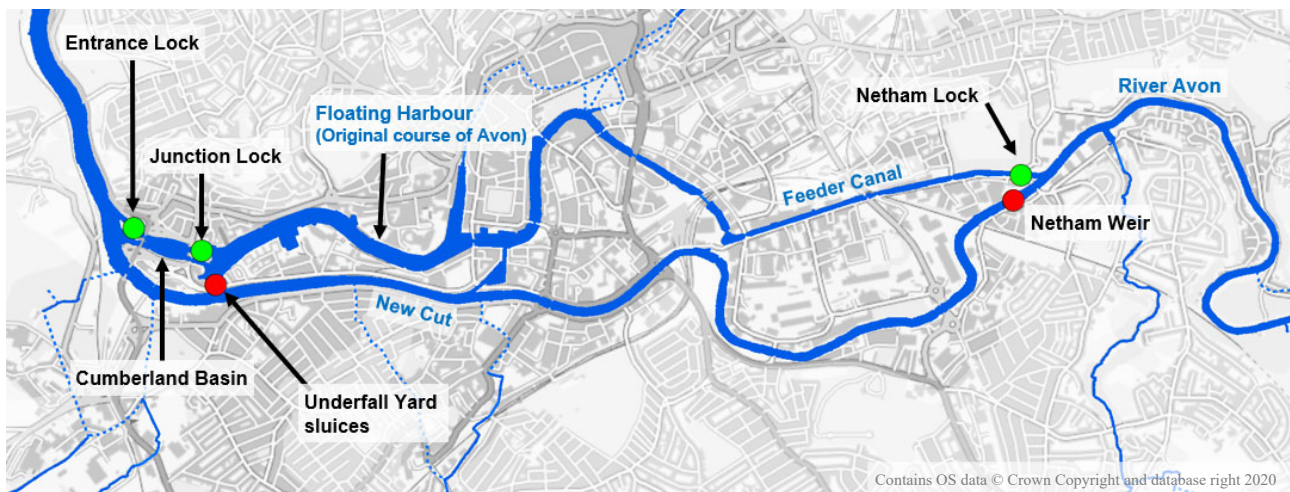 Entrance Lock
Junction Lock
Floating Harbour
(Original course of Avon)
Netham Lock
River Avon
Feeder Canal
Netham Weir
New Cut
Cumberland Basin
Underfall Yard
sluices
Contains OS data © Crown Copyright and database right 2020